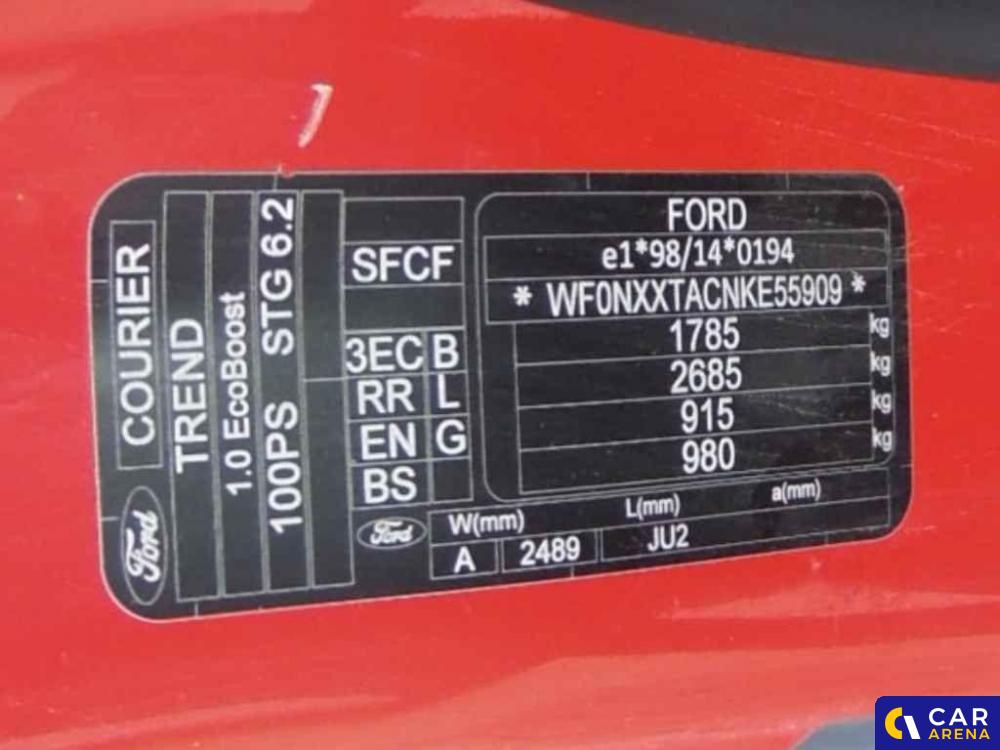 COURIER
Ford
TREND
1.0 EcoBoost
100PS STG 6.2
SFCF
3EC B
RR L
EN G
BS
Ford
FORD
e1*98/14*0194
* WF0NXXTACNKE55909 *
1785 kg
2685 kg
915 kg
980 kg
W(mm) L(mm) a(mm)
A 2489 JU2
CAR
ARENA